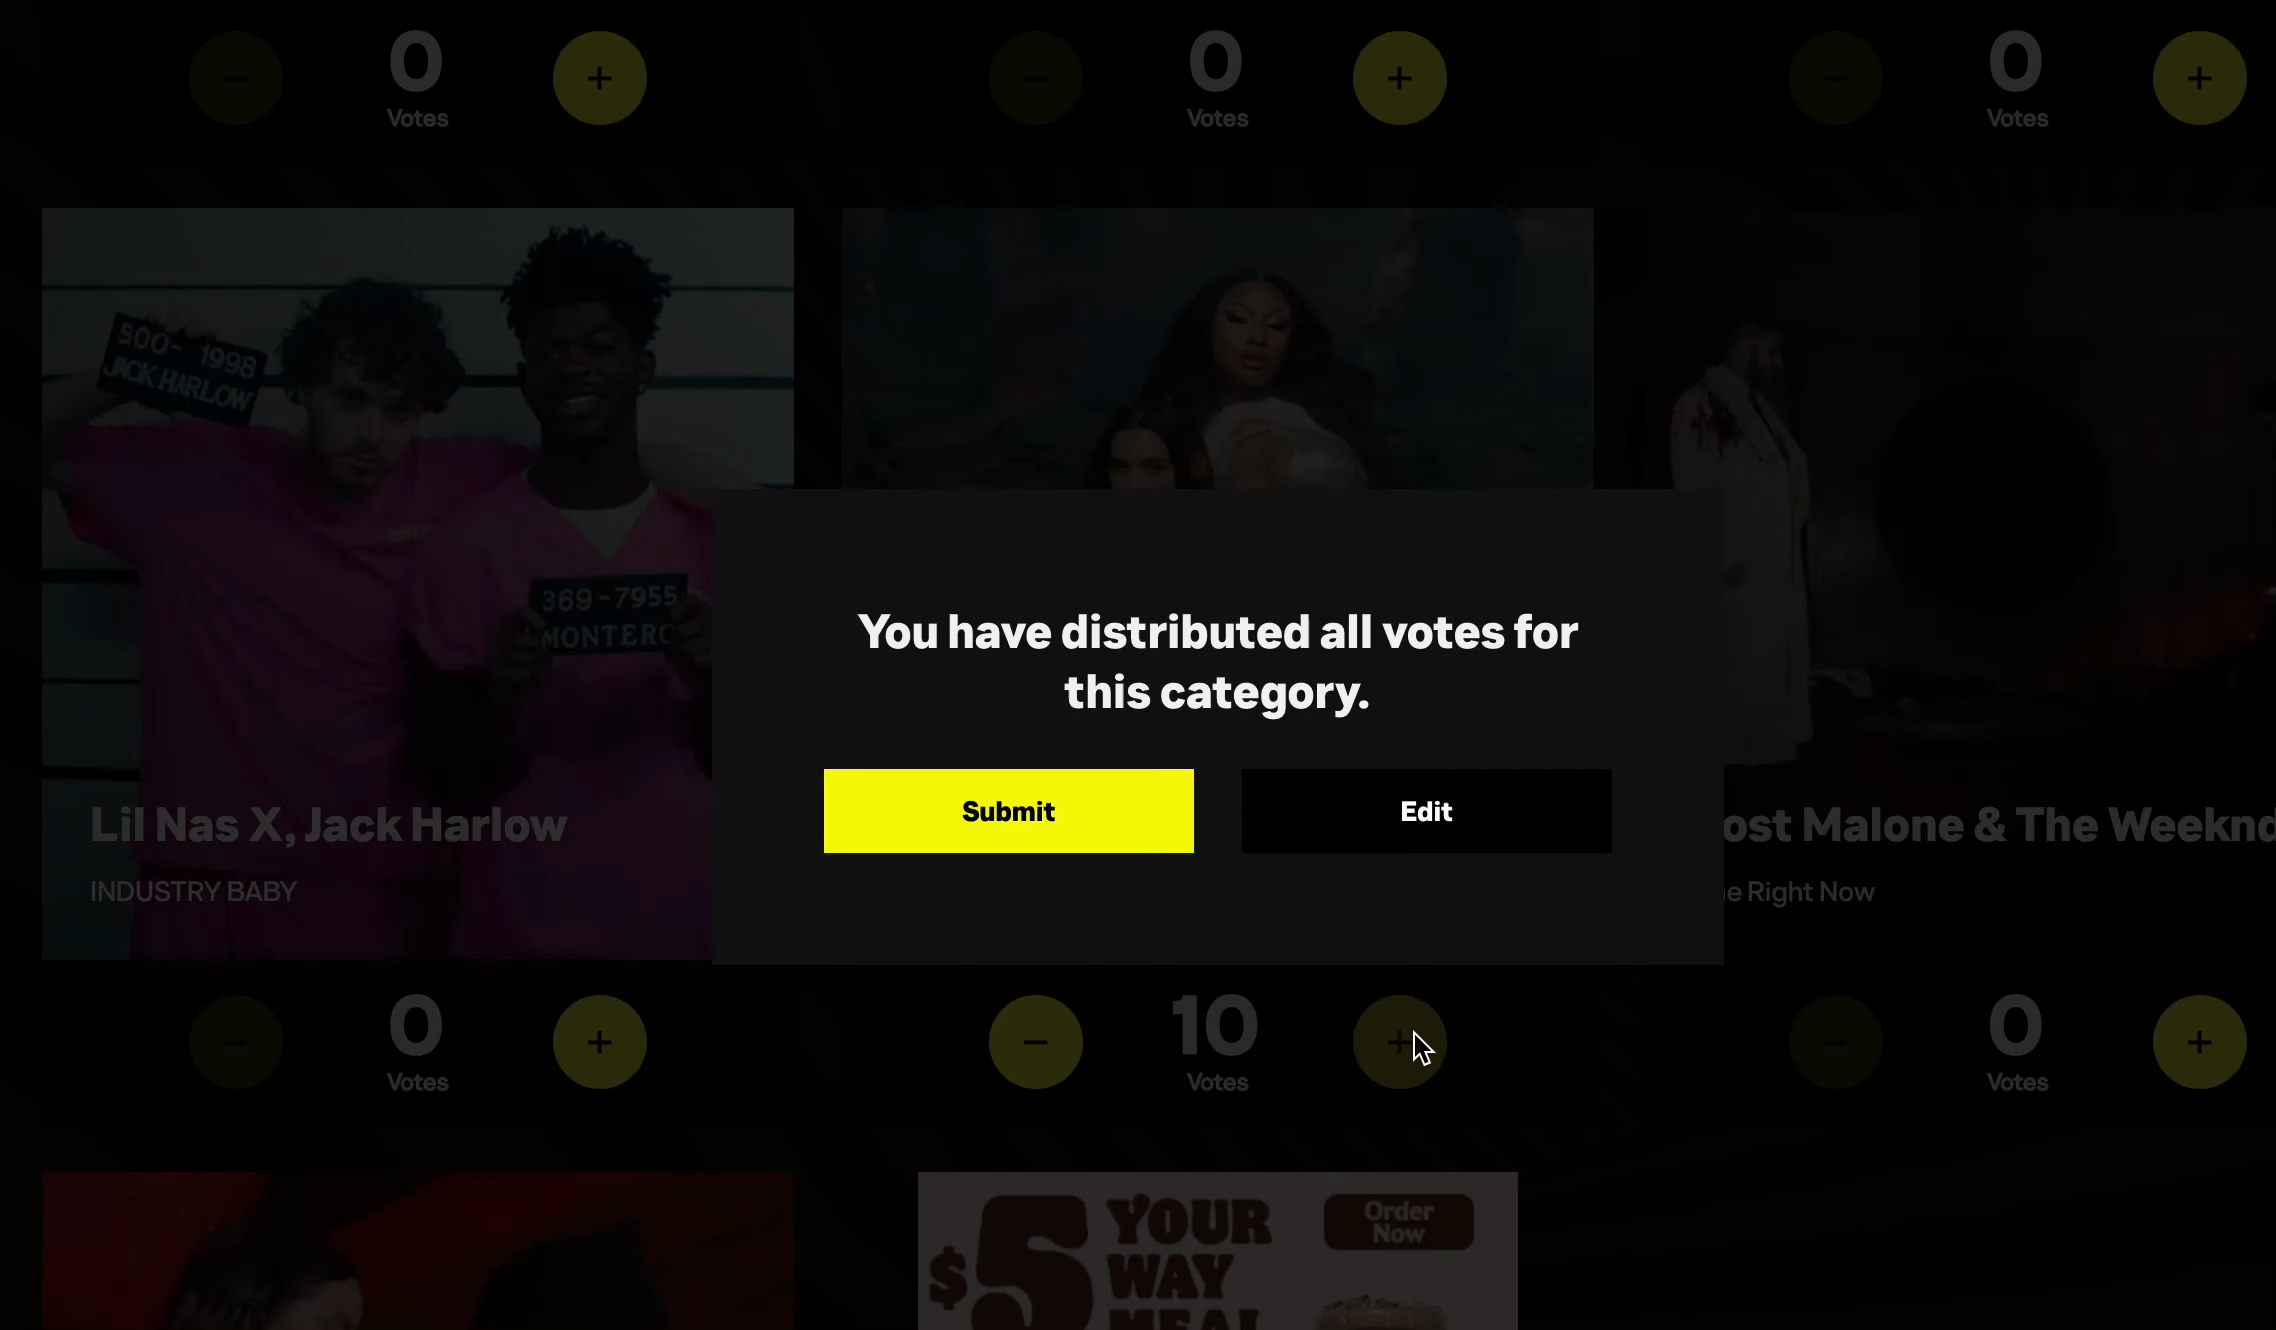 0 0 0
Votes Votes Votes
500- 1998
JACK HARLOW
369-7955
MONTERO
You have distributed all votes for
this category.
Submit Edit
Lil Nas X, Jack Harlow
ost Malone & The Weeknd
INDUSTRY BABY
e Right Now
0 10 0
Votes Votes Votes
$5 YOUR
WAY
MEAL
Order
Now